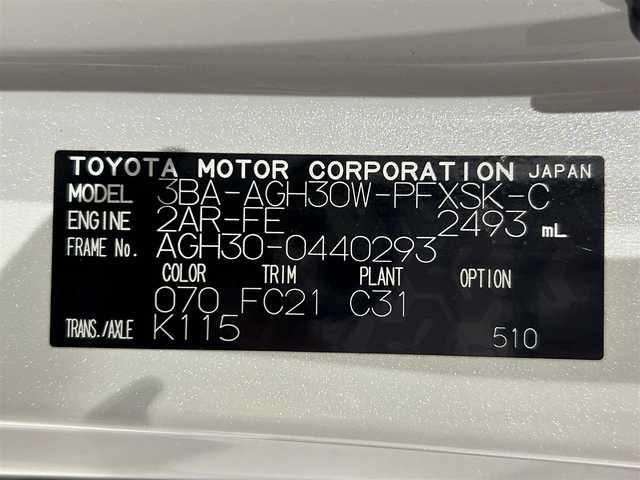 TOYOTA MOTOR CORPORATION JAPAN
MODEL 3BA-AGH30W-PFXSK-C
ENGINE 2AR-FE 2493 mL
FRAME No. AGH30-0440293
COLOR TRIM PLANT OPTION
070 FC21 C31
TRANS./AXLE K115 510